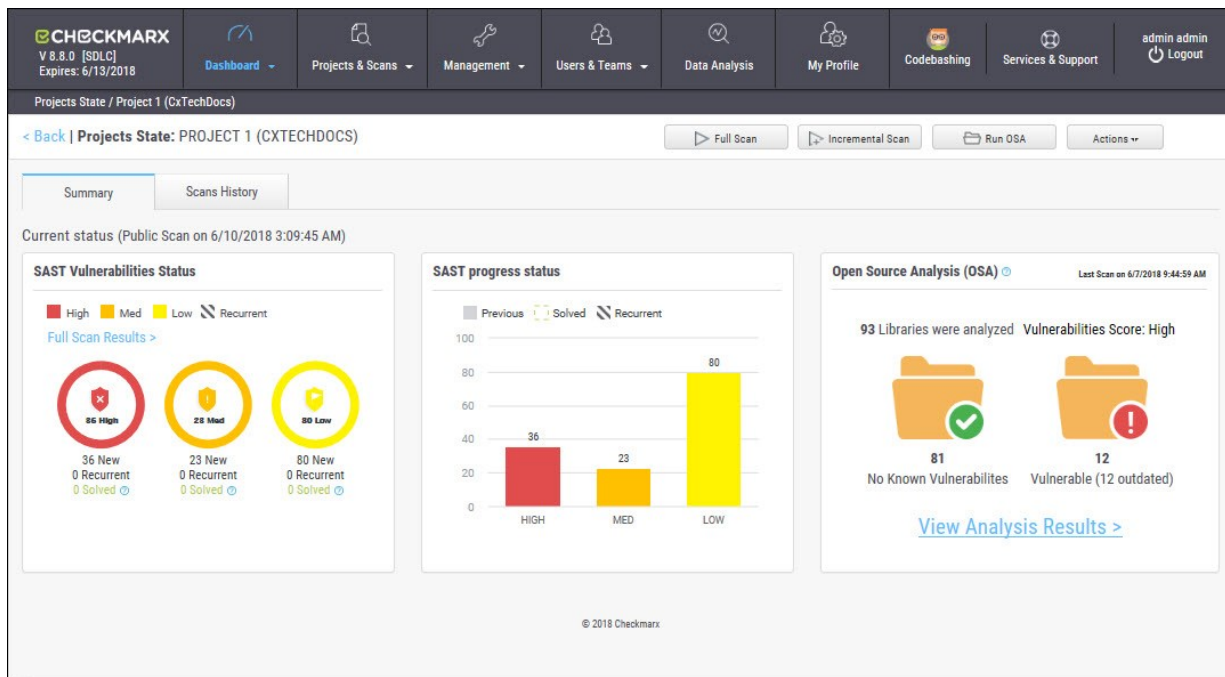 CHECKMARX
V 8.8.0 [SDLC]
Expires: 6/13/2018
Dashboard
Projects & Scans
Management
Users & Teams
Data Analysis
My Profile
Codebashing
Services & Support
admin admin
Logout
Projects State / Project 1 (CxTechDocs)
< Back | Projects State: PROJECT 1 (CXTECHDOCS)
Full Scan
Incremental Scan
Run OSA
Actions
Summary
Scans History
Current status (Public Scan on 6/10/2018 3:09:45 AM)
SAST Vulnerabilities Status
High Med Low Recurrent
Full Scan Results >
High
Med
80 Low
36 New
0 Recurrent
0 Solved
23 New
0 Recurrent
0 Solved
80 New
0 Recurrent
0 Solved
SAST progress status
Previous Solved Recurrent
100
80
60
40
20
0
36
23
80
HIGH MED LOW
Open Source Analysis (OSA)
Last Scan on 6/7/2018 9:44:59 AM
93 Libraries were analyzed Vulnerabilities Score: High
81
No Known Vulnerabilites
12
Vulnerable (12 outdated)
View Analysis Results >
© 2018 Checkmarx